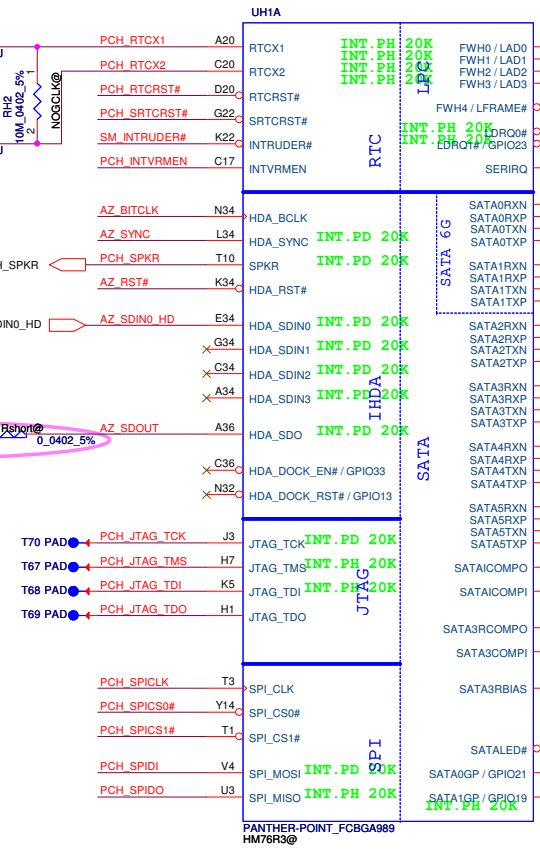 UH1A
PCH_RTCX1 A20 RTCX1 INT.PH 20K FWH0 / LAD0
INT.PH 20K FWH1 / LAD1
PCH_RTCX2 C20 RTCX2 INT.PH 20K FWH2 / LAD2
INT.PH 20K FWH3 / LAD3
RH2
10M_0402_5%
1
2
NOGCLK@
LPC
PCH_RTCRST# D20 RTCRST#
FWH4 / LFRAME#
PCH_SRTCRST# G22 SRTCRST#
INT.PH 20K LDRQ0#
SM_INTRUDER# K22 INTRUDER# INT.PH 20K LDRQ1# / GPIO23
RTC
PCH_INTVRMEN C17 INTVRMEN SERIRQ
SATA0RXN
AZ_BITCLK N34 HDA_BCLK SATA0RXP
SATA0TXN
AZ_SYNC L34 HDA_SYNC INT.PD 20K SATA0TXP
SATA 6G
CH_SPKR PCH_SPKR T10 SPKR INT.PD 20K SATA1RXN
SATA1RXP
AZ_RST# K34 HDA_RST# SATA1TXN
SATA1TXP
DIN0_HD AZ_SDIN0_HD E34 HDA_SDIN0 INT.PD 20K SATA2RXN
SATA2RXP
G34 HDA_SDIN1 INT.PD 20K SATA2TXN
SATA2TXP
C34 HDA_SDIN2 INT.PD 20K
SATA3RXN
A34 HDA_SDIN3 INT.PD 20K SATA3RXP
IHDA
SATA3TXN
SATA3TXP
Rshort@
0_0402_5%
AZ_SDOUT A36 HDA_SDO INT.PD 20K
SATA
SATA4RXN
SATA4RXP
C36 HDA_DOCK_EN# / GPIO33 SATA4TXN
SATA4TXP
N32 HDA_DOCK_RST# / GPIO13
SATA5RXN
SATA5RXP
SATA5TXN
T70 PAD PCH_JTAG_TCK J3 JTAG_TCK INT.PD 20K SATA5TXP
T67 PAD PCH_JTAG_TMS H7 JTAG_TMS INT.PH 20K SATAICOMPO
T68 PAD PCH_JTAG_TDI K5 JTAG_TDI INT.PH 20K SATAICOMPI
JTAG
T69 PAD PCH_JTAG_TDO H1 JTAG_TDO
SATA3RCOMPO
SATA3COMPI
PCH_SPICLK T3 SPI_CLK SATA3RBIAS
PCH_SPICS0# Y14 SPI_CS0#
PCH_SPICS1# T1 SPI_CS1#
SPI
SATALED#
PCH_SPIDI V4 SPI_MOSI INT.PD 20K SATA0GP / GPIO21
PCH_SPIDO U3 SPI_MISO INT.PH 20K SATA1GP / GPIO19
INT.PH 20K
PANTHER-POINT_FCBGA989
HM76R3@